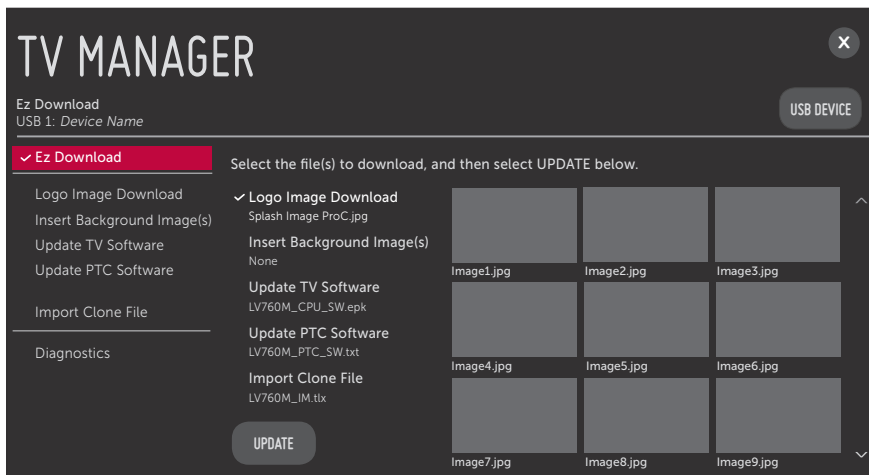 TV MANAGER
X
Ez Download
USB 1: Device Name
USB DEVICE
Ez Download
Logo Image Download
Insert Background Image(s)
Update TV Software
Update PTC Software
Import Clone File
Diagnostics
Select the file(s) to download, and then select UPDATE below.
Logo Image Download
Splash Image ProC.jpg
Insert Background Image(s)
None
Update TV Software
LV760M_CPU_SW.epk
Update PTC Software
LV760M_PTC_SW.txt
Import Clone File
LV760M_IM.tlx
UPDATE
Image1.jpg
Image2.jpg
Image3.jpg
Image4.jpg
Image5.jpg
Image6.jpg
Image7.jpg
Image8.jpg
Image9.jpg